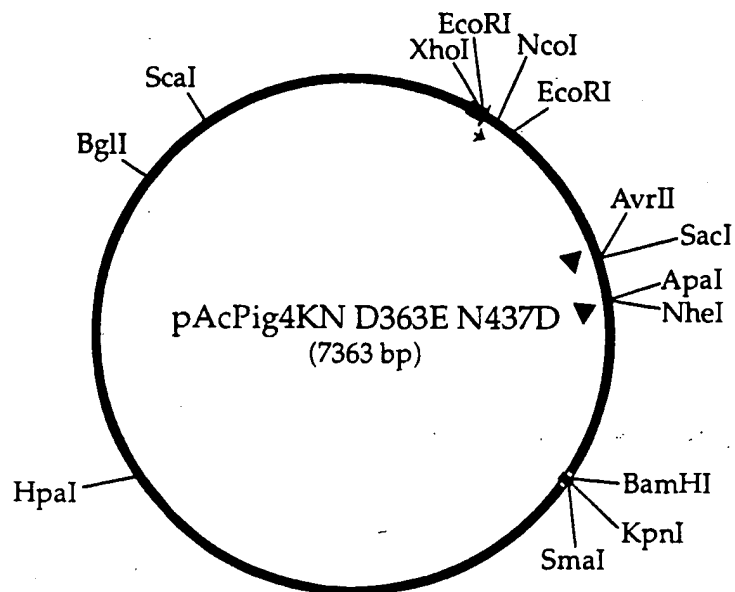 EcoRI
XhoI
NcoI
EcoRI
ScaI
BglI
AvrII
SacI
ApaI
NheI
pAcPig4KN D363E N437D
(7363 bp)
HpaI
BamHI
KpnI
SmaI